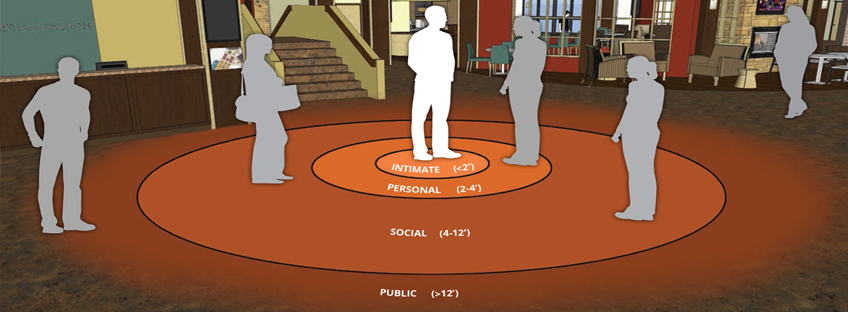 INTIMATE (<2')
PERSONAL (2-4')
SOCIAL (4-12')
PUBLIC (>12')